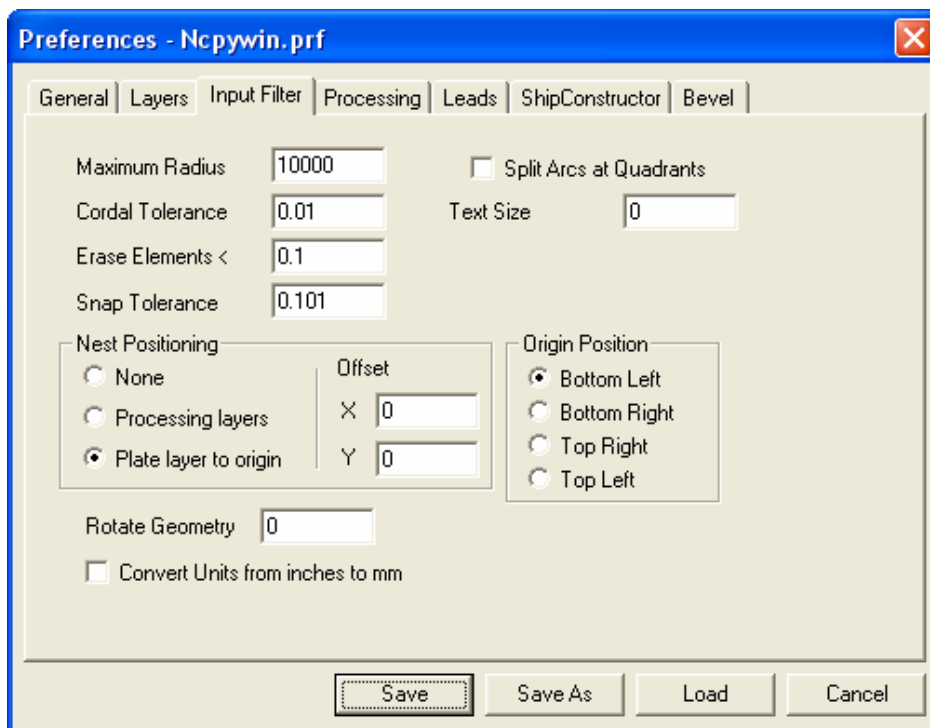 Preferences - Ncpywin.prf
General Layers Input Filter Processing Leads ShipConstructor Bevel
Maximum Radius 10000 Split Arcs at Quadrants
Cordal Tolerance 0.01 Text Size 0
Erase Elements < 0.1
Snap Tolerance 0.101
Nest Positioning
None
Processing layers
Plate layer to origin
Offset
X 0
Y 0
Origin Position
Bottom Left
Bottom Right
Top Right
Top Left
Rotate Geometry 0
Convert Units from inches to mm
Save Save As Load Cancel